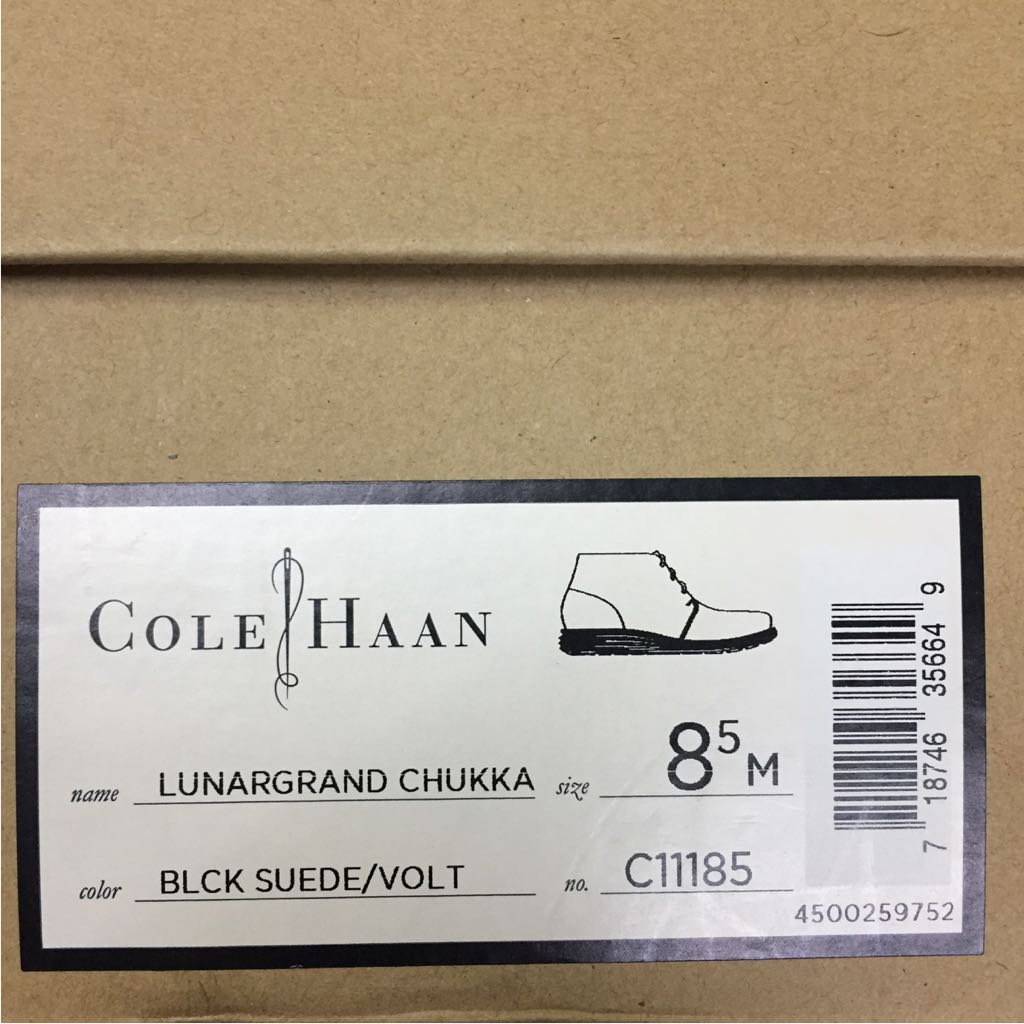 COLE HAAN
name LUNARGRAND CHUKKA size 8⁵ M
color BLCK SUEDE/VOLT no. C11185
7 18746 35664 9
4500259752